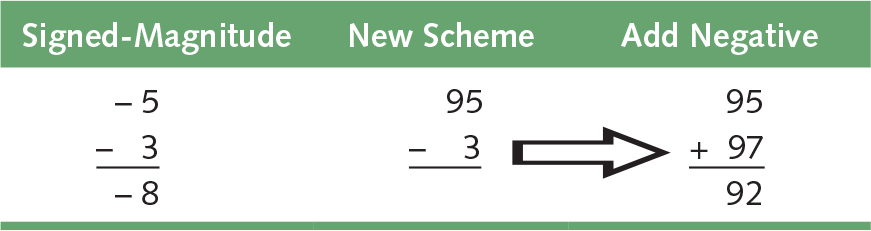 Signed-Magnitude New Scheme Add Negative
– 5 95 95
– 3 – 3 + 97
– 8 92